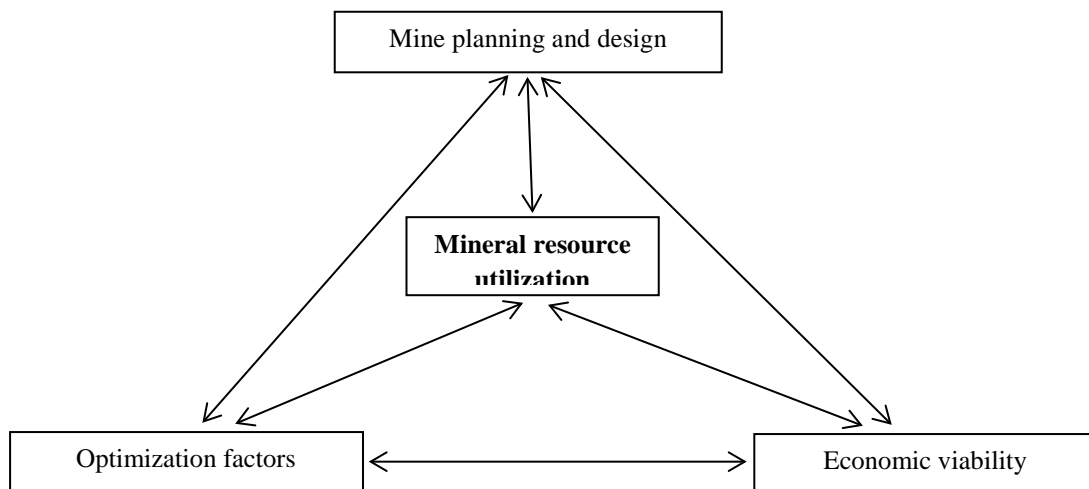 Mine planning and design
Mineral resource
utilization
Optimization factors
Economic viability